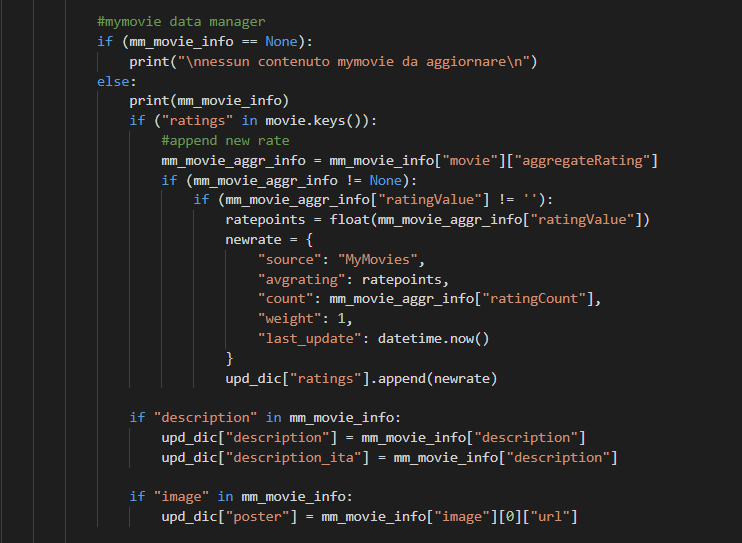 #mymovie data manager
if (mm_movie_info == None):
print("\nnessun contenuto mymovie da aggiornare\n")
else:
print(mm_movie_info)
if ("ratings" in movie.keys()):
#append new rate
mm_movie_aggr_info = mm_movie_info["movie"]["aggregateRating"]
if (mm_movie_aggr_info != None):
if (mm_movie_aggr_info["ratingValue"] != ''):
ratepoints = float(mm_movie_aggr_info["ratingValue"])
newrate = {
"source": "MyMovies",
"avgrating": ratepoints,
"count": mm_movie_aggr_info["ratingCount"],
"weight": 1,
"last_update": datetime.now()
}
upd_dic["ratings"].append(newrate)
if "description" in mm_movie_info:
upd_dic["description"] = mm_movie_info["description"]
upd_dic["description_ita"] = mm_movie_info["description"]
if "image" in mm_movie_info:
upd_dic["poster"] = mm_movie_info["image"][0]["url"]